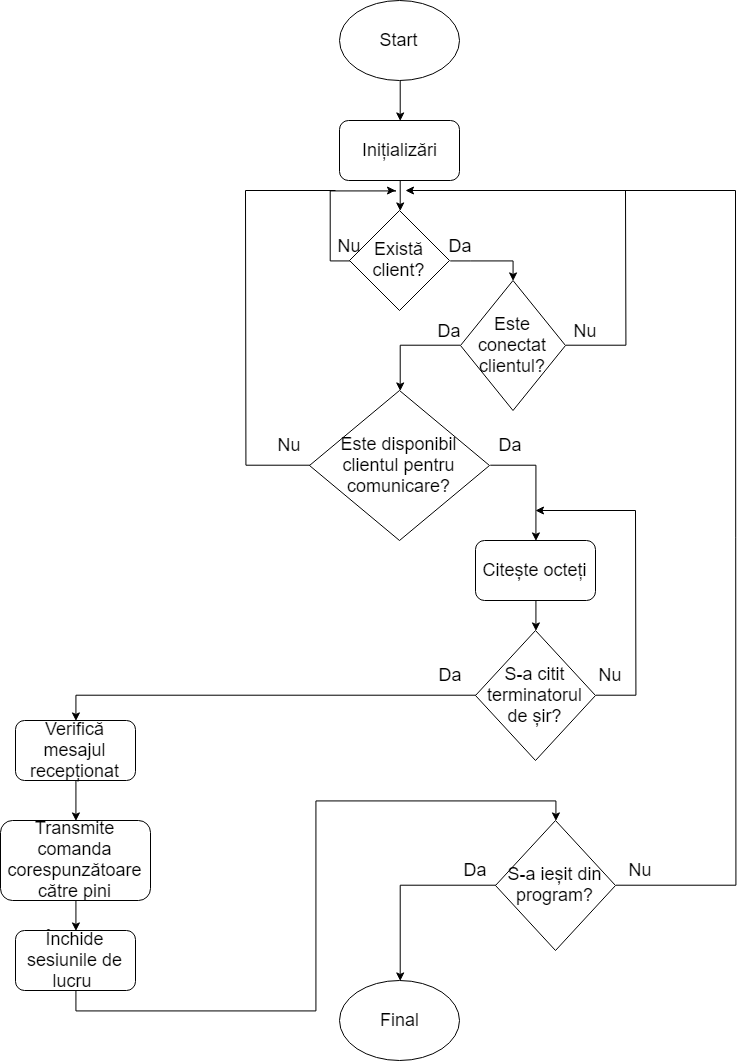 Start
Inițializări
Nu
Există
client?
Da
Da
Este
conectat
clientul?
Nu
Nu
Este disponibil
clientul pentru
comunicare?
Da
Citește octeți
Da
S-a citit
terminatorul
de șir?
Nu
Verifică
mesajul
recepționat
Transmite
comanda
corespunzătoare
către pini
Închide
sesiunile de
lucru
Da
S-a ieșit din
program?
Nu
Final